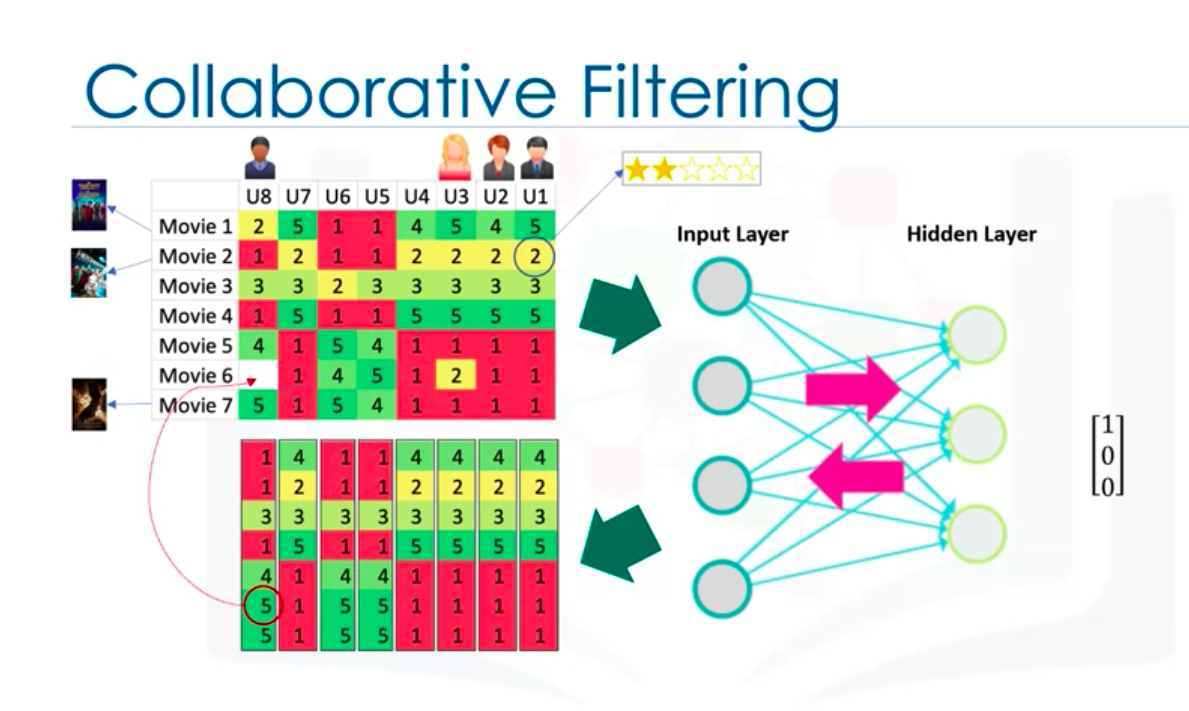 Collaborative Filtering
U8 U7 U6 U5 U4 U3 U2 U1
Movie 1 2 5 1 1 4 5 4 5
Movie 2 1 2 1 1 2 2 2 2
Movie 3 3 3 2 3 3 3 3 3
Movie 4 1 5 1 1 5 5 5 5
Movie 5 4 1 5 4 1 1 1 1
Movie 6 1 4 5 1 2 1 1
Movie 7 5 1 5 4 1 1 1 1
1 4 1 1 4 4 4 4
1 2 1 1 2 2 2 2
3 3 3 3 3 3 3 3
1 5 1 1 5 5 5 5
4 1 4 4 1 1 1 1
5 1 5 5 1 1 1 1
5 1 5 5 1 1 1 1
Input Layer
Hidden Layer
1
0
0